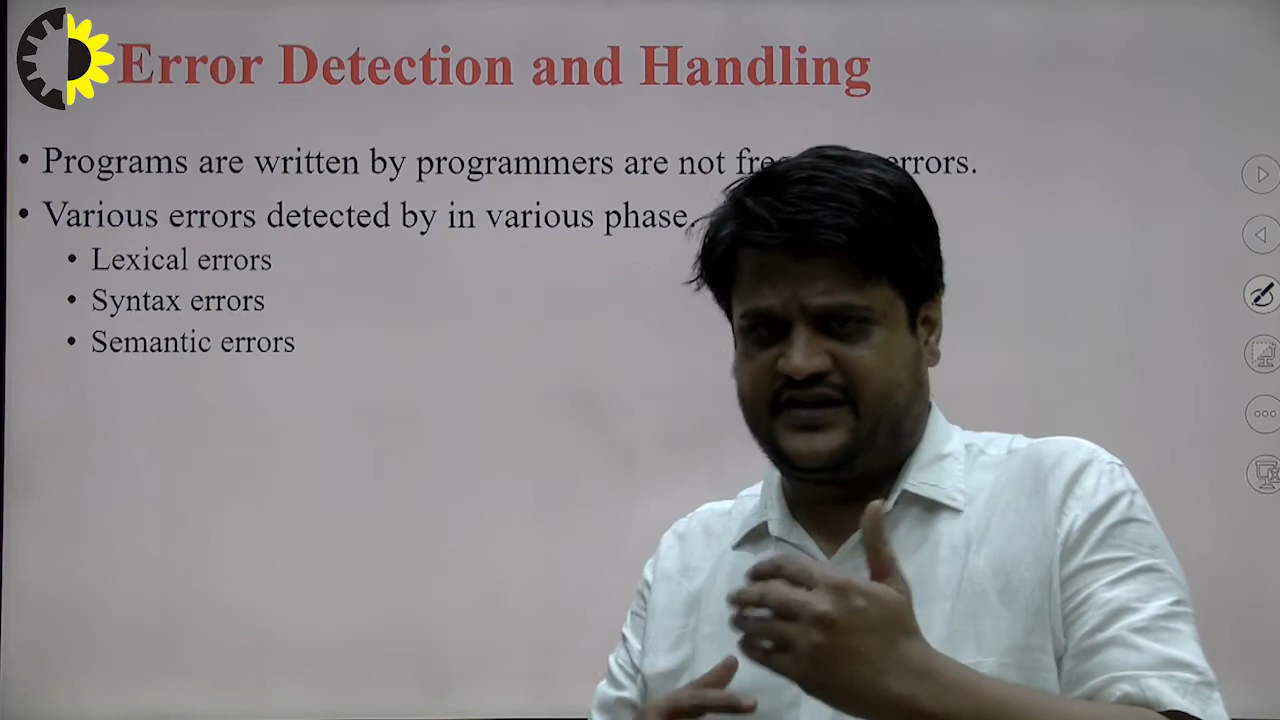 Error Detection and Handling
• Programs are written by programmers are not errors.
• Various errors detected by in various phase.
• Lexical errors
• Syntax errors
• Semantic errors